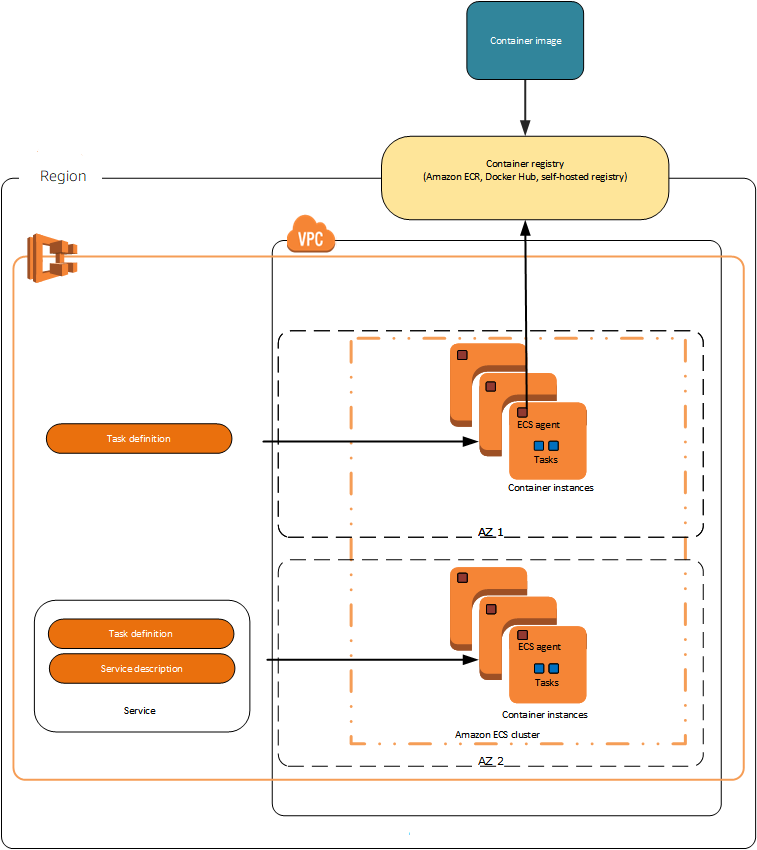 Container image
Container registry
(Amazon ECR, Docker Hub, self-hosted registry)
Region
VPC
ECS agent
Task definition
Tasks
Container instances
AZ 1
Task definition
ECS agent
Service description
Tasks
Service
Container instances
Amazon ECS cluster
AZ 2